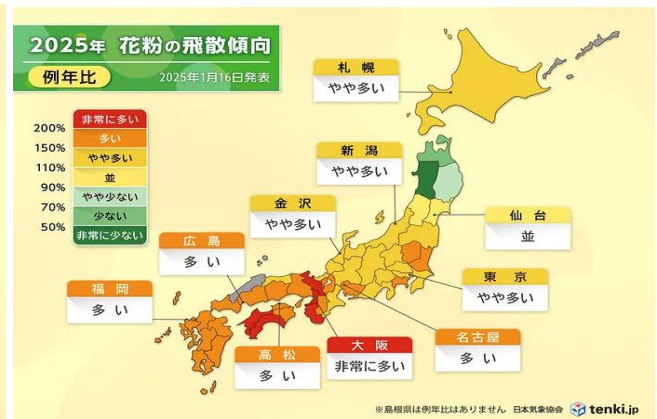 2025年 花粉の飛散傾向
例年比
2025年1月16日発表
非常に多い
200%
多い
150%
やや多い
110%
並
90%
やや少ない
70%
少ない
50%
非常に少ない
札幌
やや多い
新潟
やや多い
金沢
やや多い
仙台
並
広島
多い
東京
やや多い
福岡
多い
名古屋
多い
大阪
非常に多い
高松
多い
※島根県は例年比はありません 日本気象協会 tenki.jp